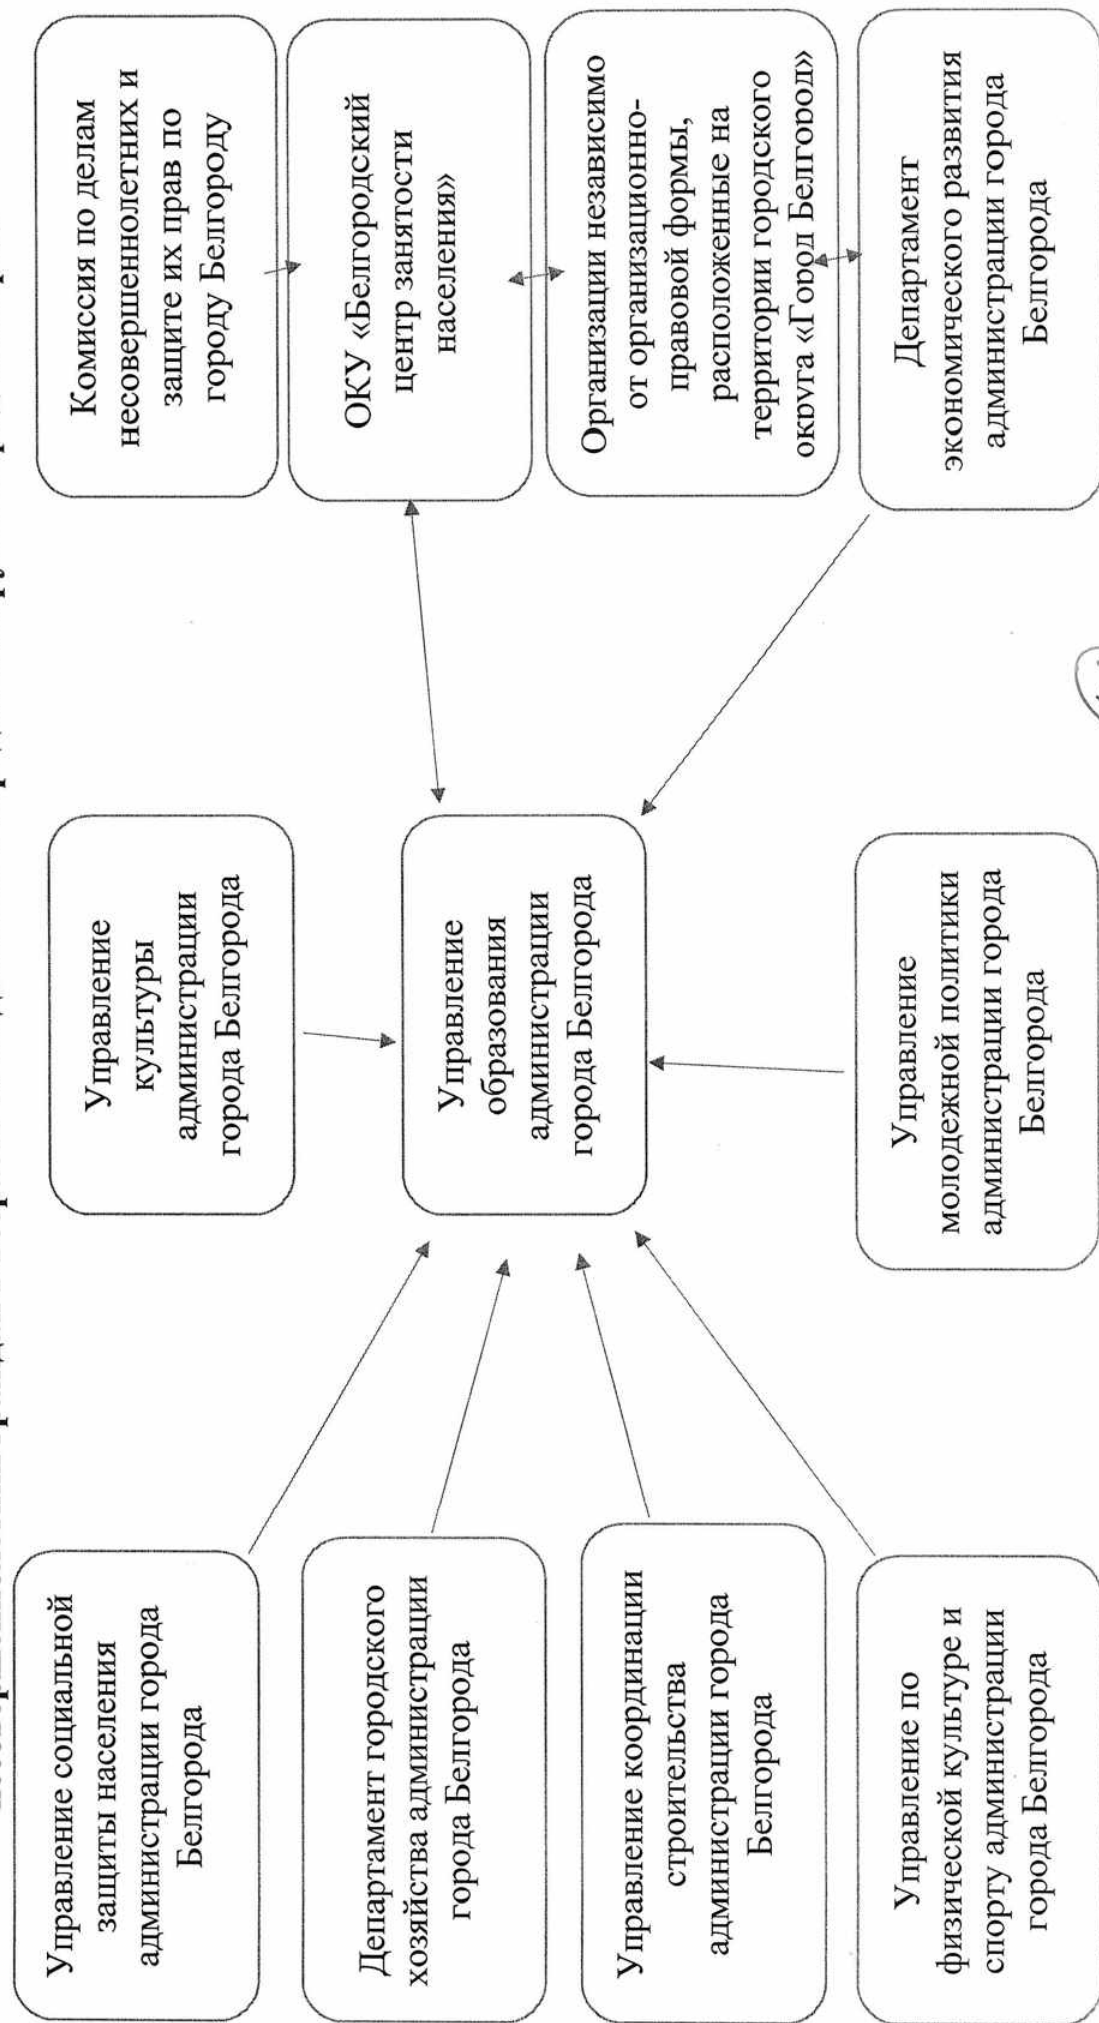 Управление социальной
защиты населения
администрации город
Белгорода
Департамент городского
хозяйства администрации
города Белгорода
Управление координации
строительства
администрации город
Белгорода
Управление по
физической культуре и
спорту администрации
города Белгорода
Управление
культуры
администрации
города Белгорода
Управление
образования
администрации
города Белгорода
Управление
молодежной политики
администрации города
Белгорода
Комиссия по делам
несовершеннолетних и
защите их прав по
городу Белгороду
ОКУ «Белгородский
центр занятости
населения»
Организации независимо
от организационно-
правовой формы,
расположенные на
территории городского
округа «Город Белгород»
Департамент
экономического развития
администрации города
Белгорода